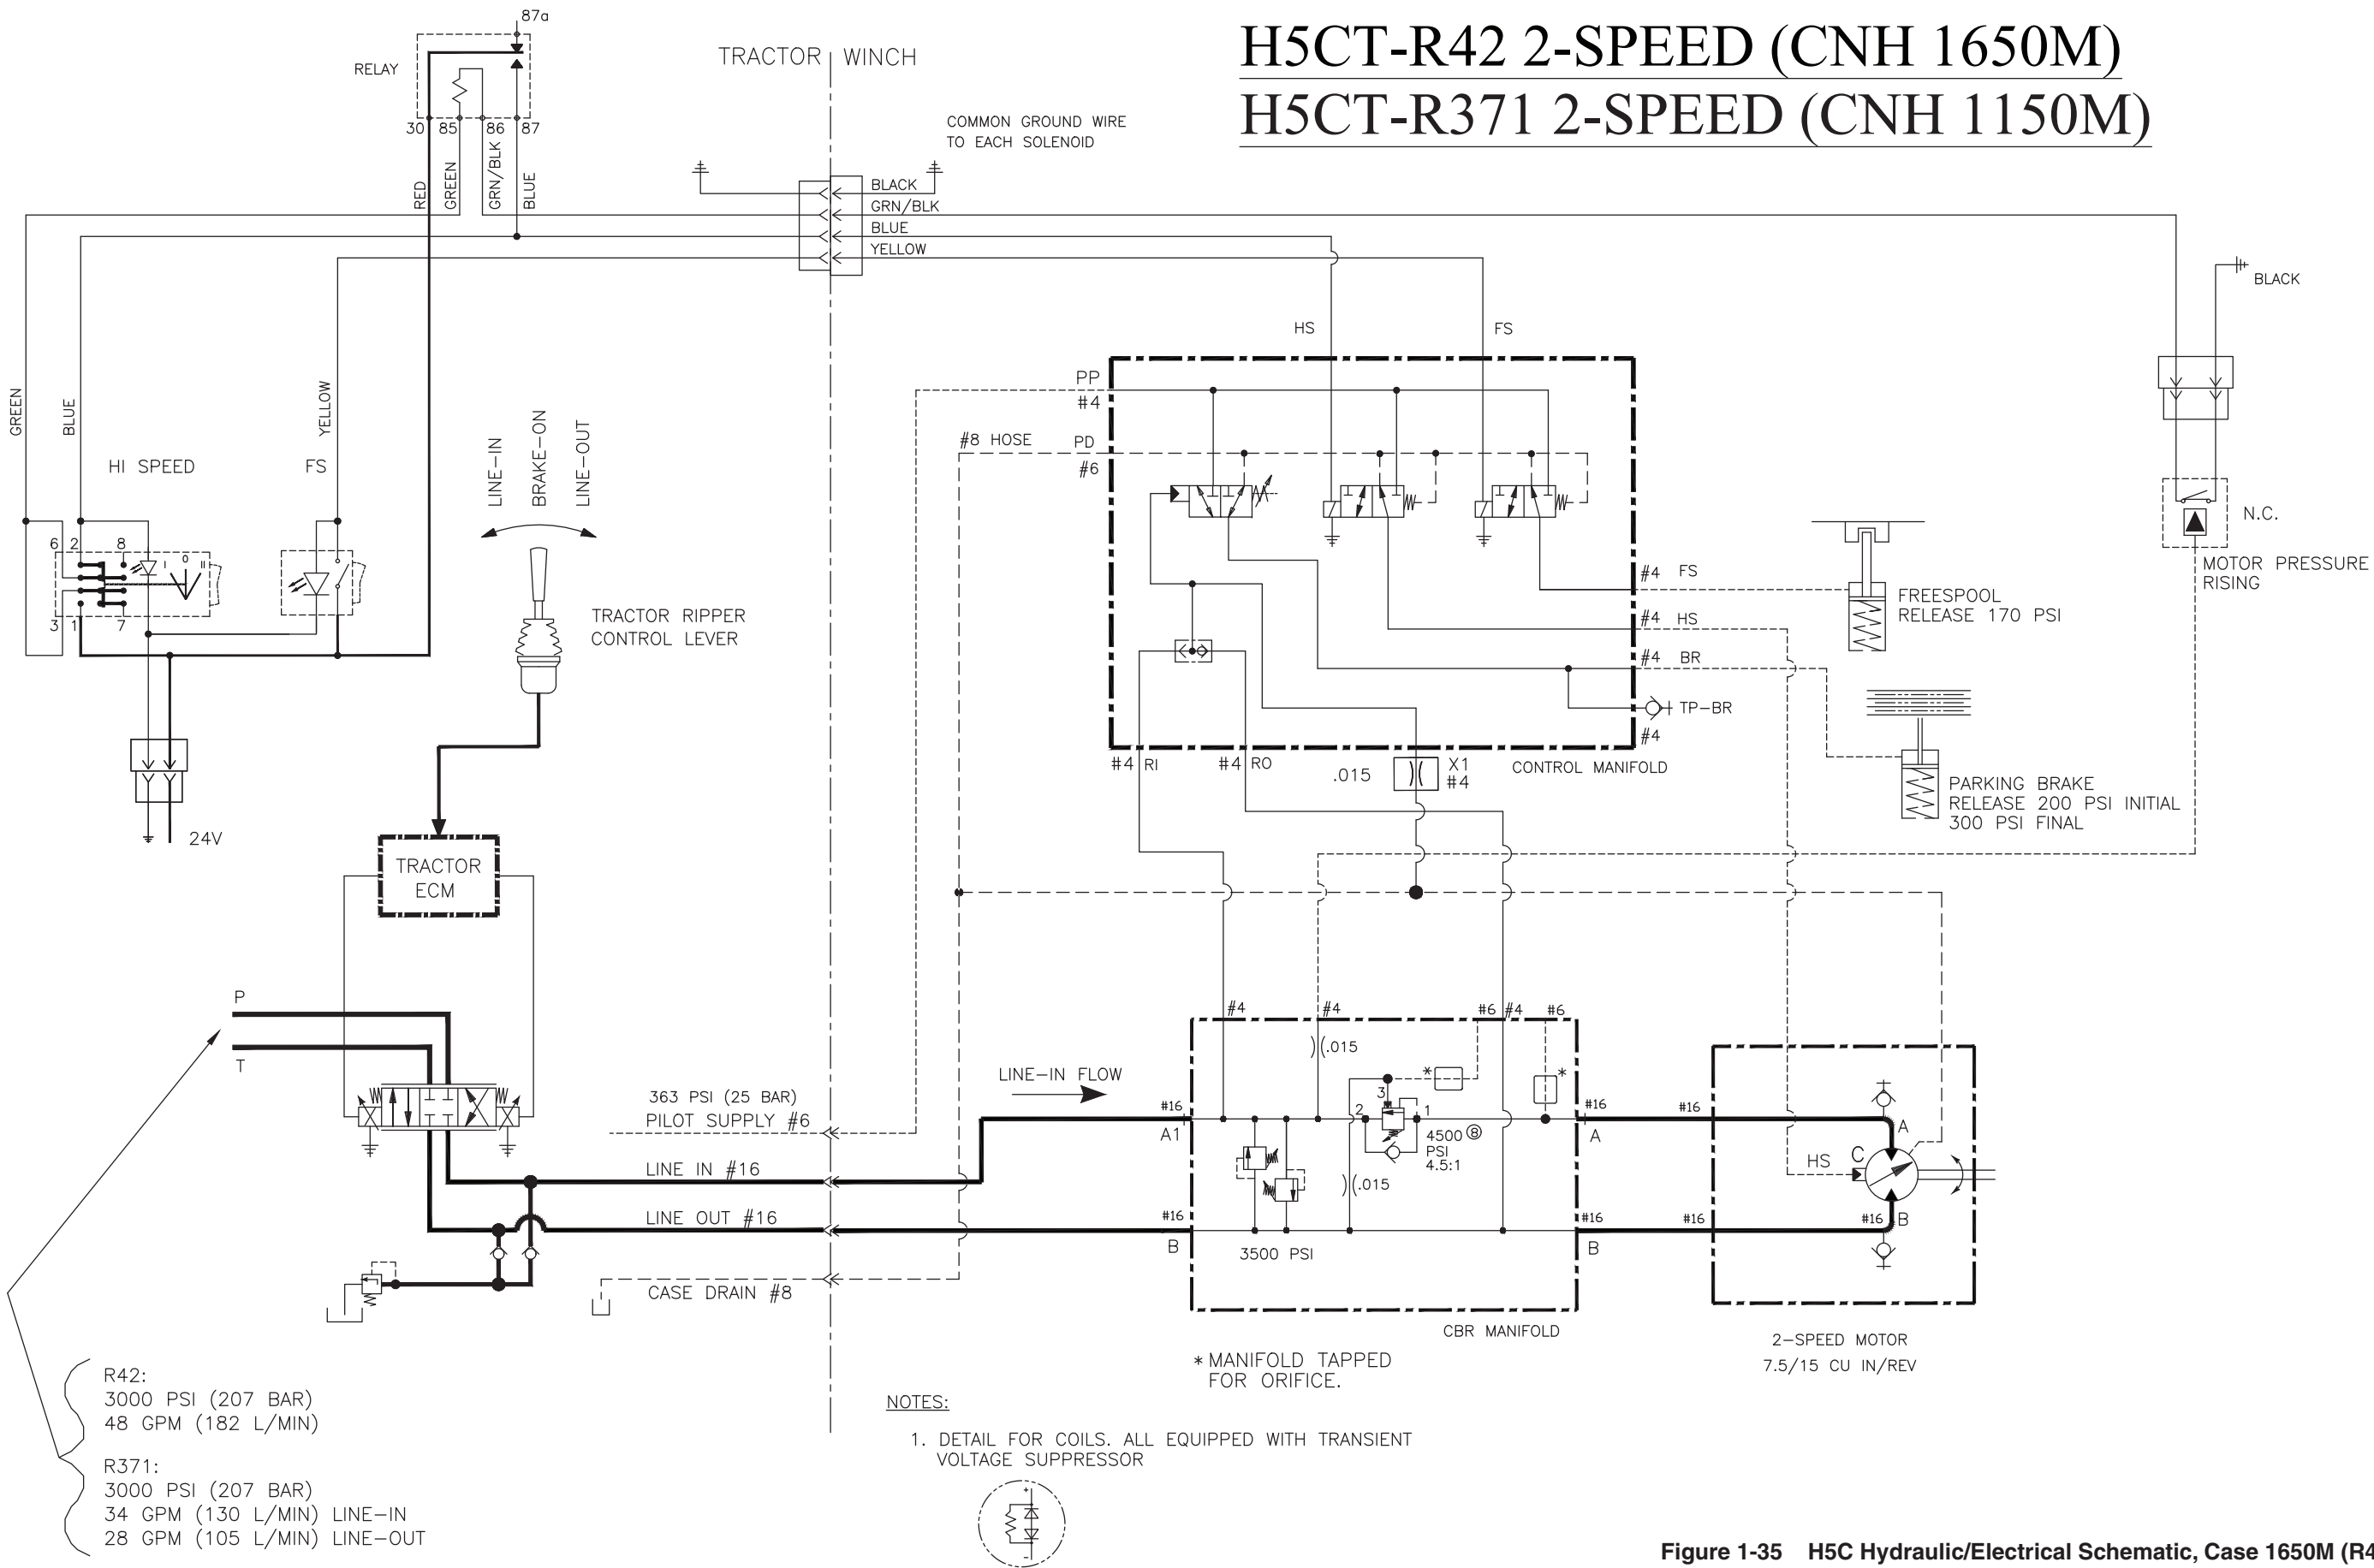 H5CT-R42 2-SPEED (CNH 1650M)
H5CT-R371 2-SPEED (CNH 1150M)
87a
RELAY
30 85 86 87
RED
GREEN
GRN/BLK
BLUE
TRACTOR
WINCH
COMMON GROUND WIRE
TO EACH SOLENOID
BLACK
GRN/BLK
BLUE
YELLOW
BLACK
GREEN
BLUE
YELLOW
HI SPEED
FS
6 2 8
I 0 II
3 1 7
24V
LINE-IN
BRAKE-ON
LINE-OUT
TRACTOR RIPPER
CONTROL LEVER
TRACTOR
ECM
HS
FS
PP
#4
#8 HOSE
PD
#6
#4 FS
#4 HS
#4 BR
TP-BR
#4
#4 RI
#4 RO
.015
X1
#4
CONTROL MANIFOLD
FREESPOOL
RELEASE 170 PSI
PARKING BRAKE
RELEASE 200 PSI INITIAL
300 PSI FINAL
N.C.
MOTOR PRESSURE
RISING
P
T
363 PSI (25 BAR)
PILOT SUPPLY #6
LINE IN #16
LINE OUT #16
CASE DRAIN #8
LINE-IN FLOW
#16
A1
#16
B
#4
#4
#6
#4
#6
)(.015
*
*
3
2
1
4500 ⑧
PSI
4.5:1
)(.015
3500 PSI
#16
A
#16
B
#16
#16
CBR MANIFOLD
* MANIFOLD TAPPED
FOR ORIFICE.
A
HS
C
#16
B
2-SPEED MOTOR
7.5/15 CU IN/REV
R42:
3000 PSI (207 BAR)
48 GPM (182 L/MIN)
R371:
3000 PSI (207 BAR)
34 GPM (130 L/MIN) LINE-IN
28 GPM (105 L/MIN) LINE-OUT
NOTES:
1. DETAIL FOR COILS. ALL EQUIPPED WITH TRANSIENT
VOLTAGE SUPPRESSOR
+
-
Figure 1-35 H5C Hydraulic/Electrical Schematic, Case 1650M (R4